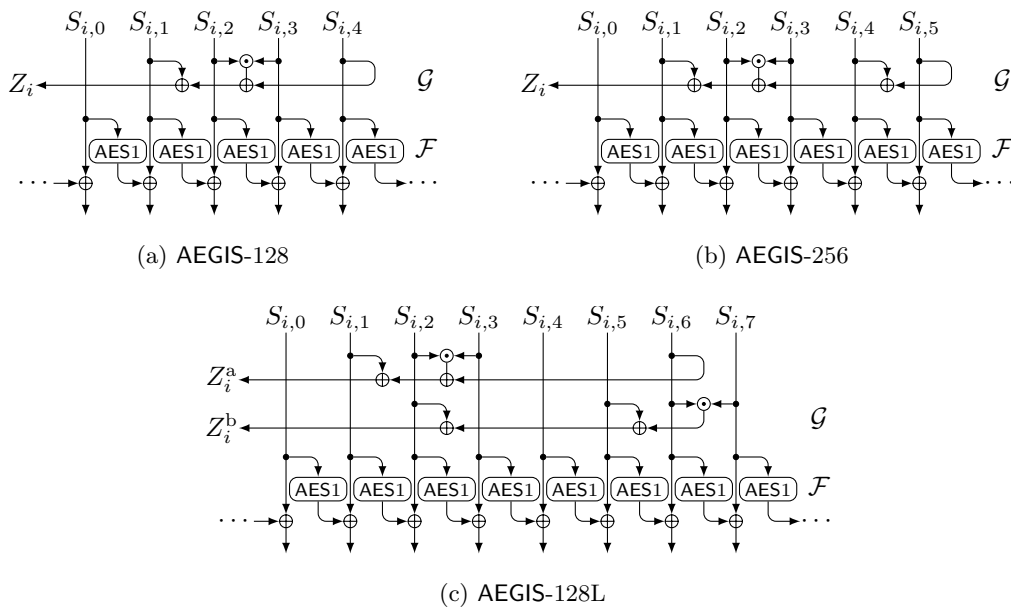 S_{i,0} S_{i,1} S_{i,2} S_{i,3} S_{i,4}
Z_i 𝒢
AES1 AES1 AES1 AES1 AES1 ℱ
··· ···
(a) AEGIS-128
S_{i,0} S_{i,1} S_{i,2} S_{i,3} S_{i,4} S_{i,5}
Z_i 𝒢
AES1 AES1 AES1 AES1 AES1 AES1 ℱ
··· ···
(b) AEGIS-256
S_{i,0} S_{i,1} S_{i,2} S_{i,3} S_{i,4} S_{i,5} S_{i,6} S_{i,7}
Z_i^a
Z_i^b 𝒢
AES1 AES1 AES1 AES1 AES1 AES1 AES1 AES1 ℱ
··· ···
(c) AEGIS-128L